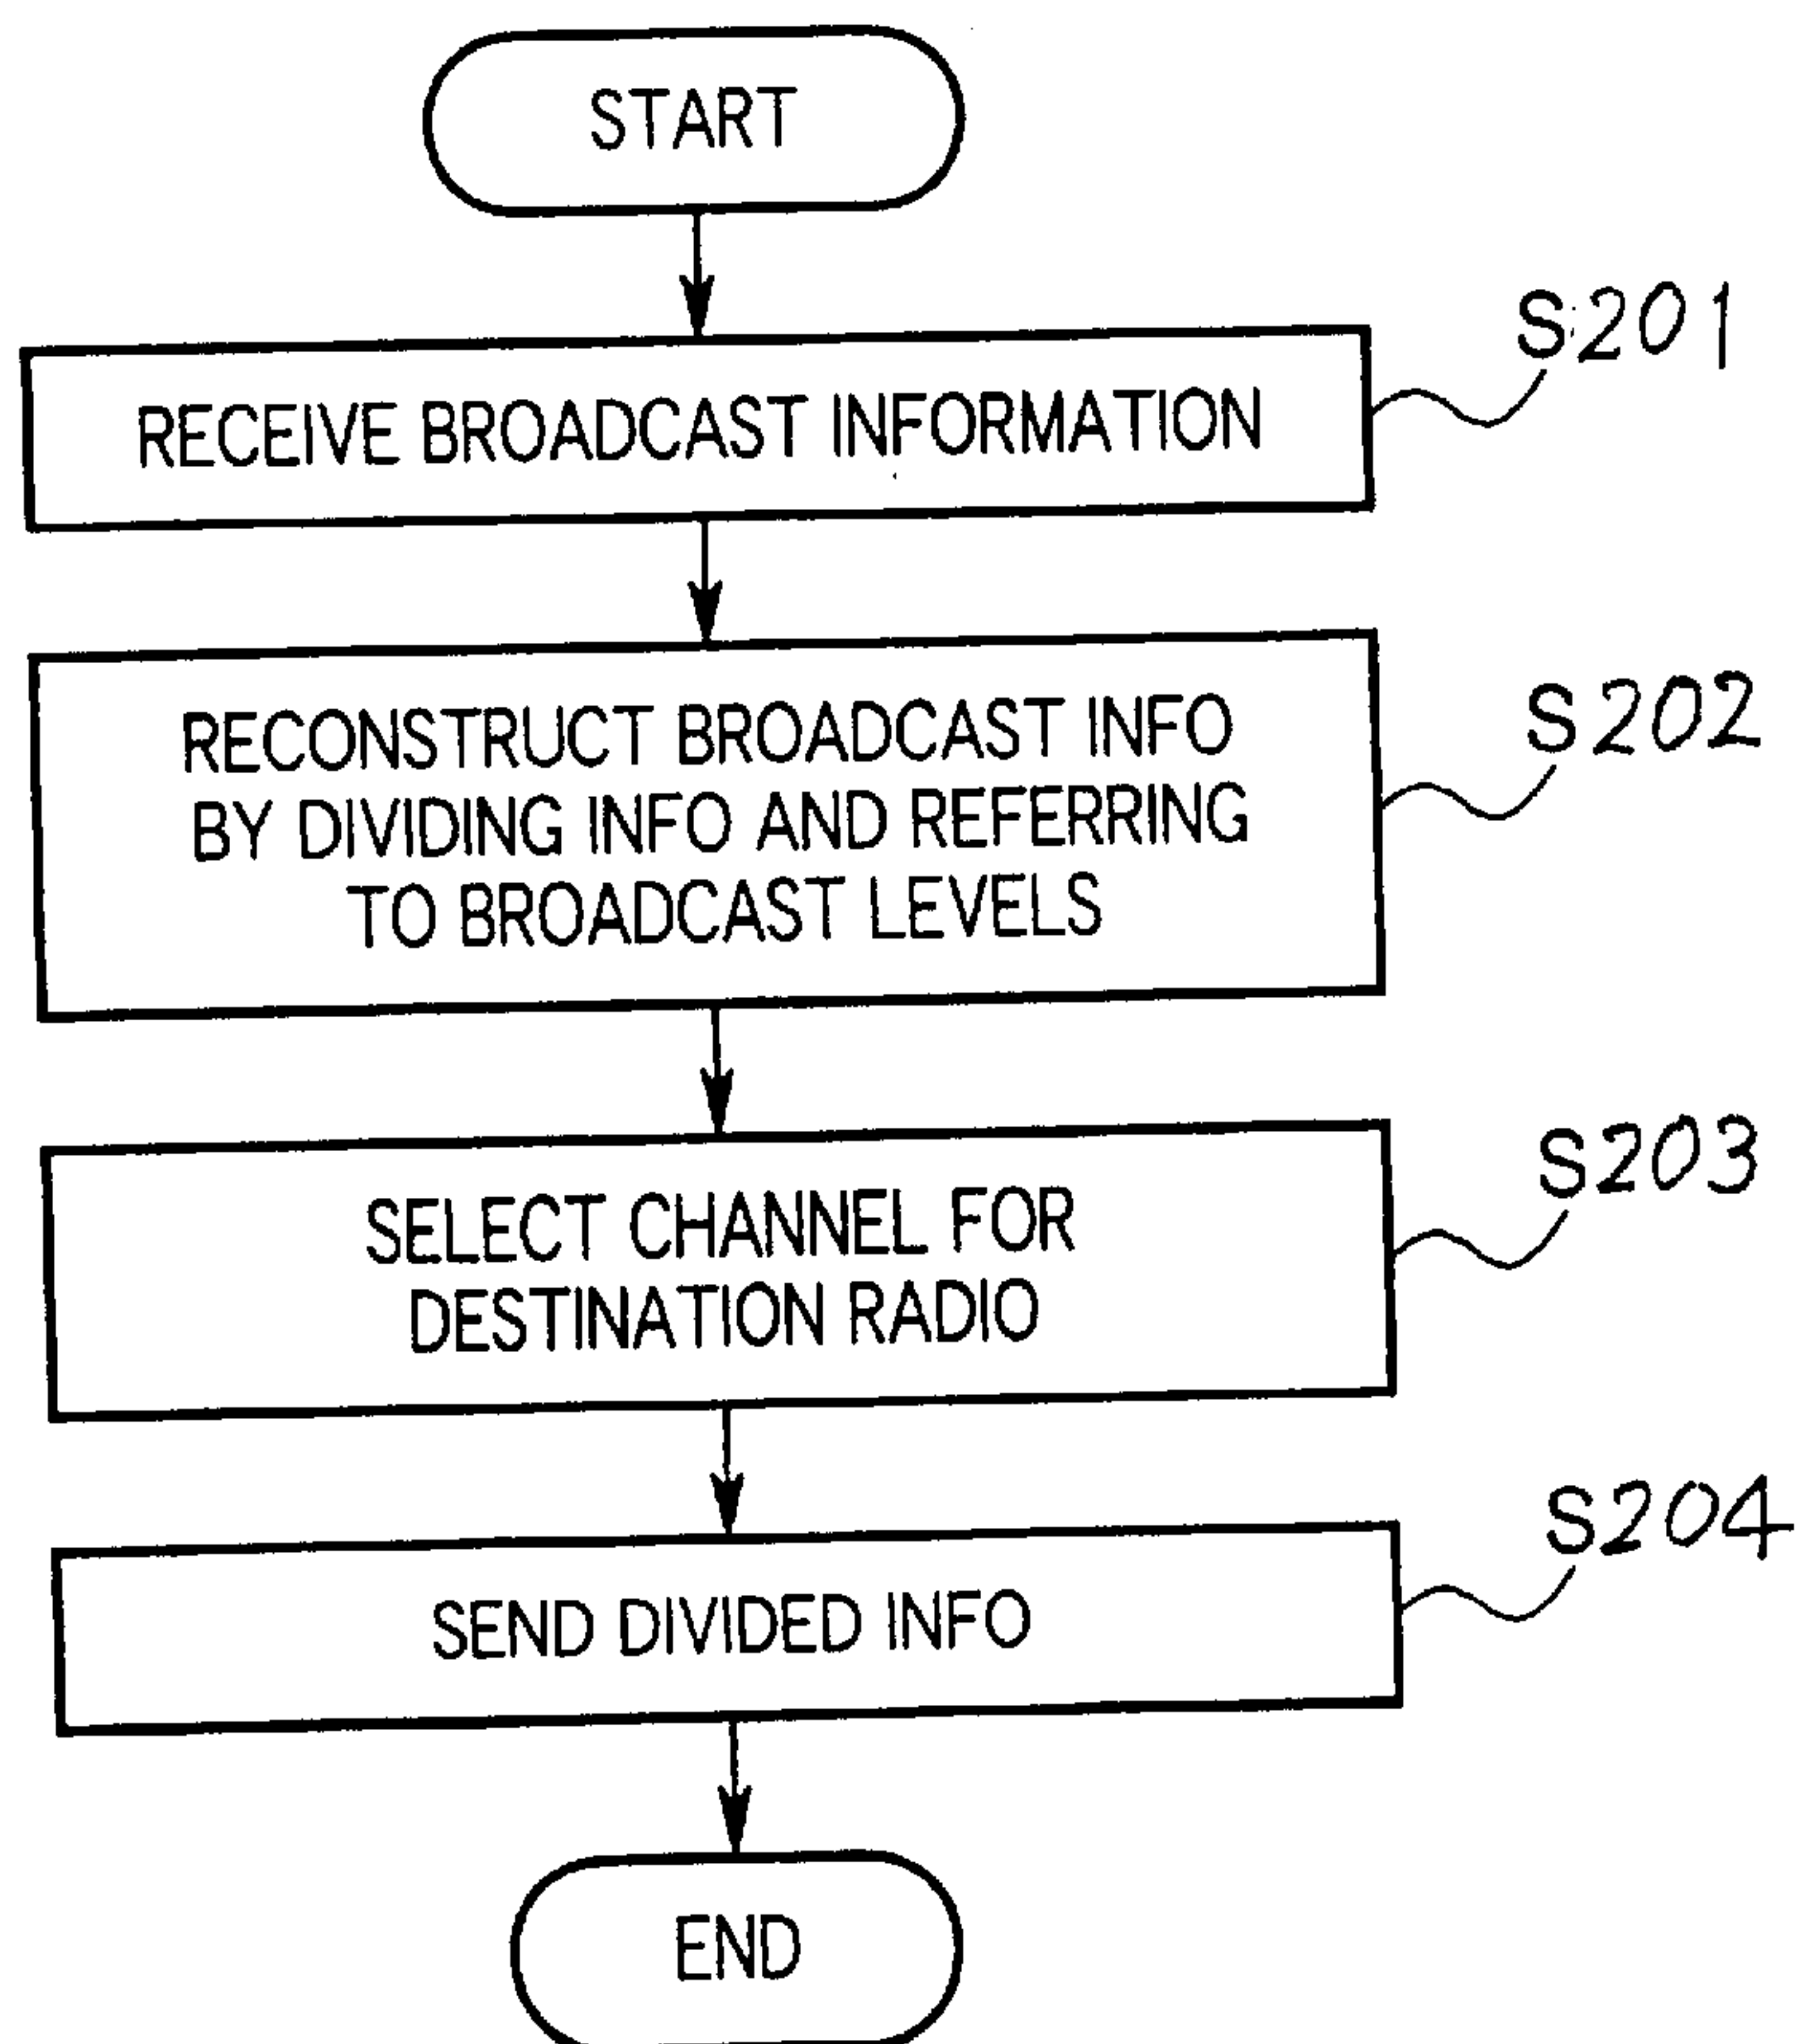 START
S201
RECEIVE BROADCAST INFORMATION
S202
RECONSTRUCT BROADCAST INFO
BY DIVIDING INFO AND REFERRING
TO BROADCAST LEVELS
S203
SELECT CHANNEL FOR
DESTINATION RADIO
S204
SEND DIVIDED INFO
END